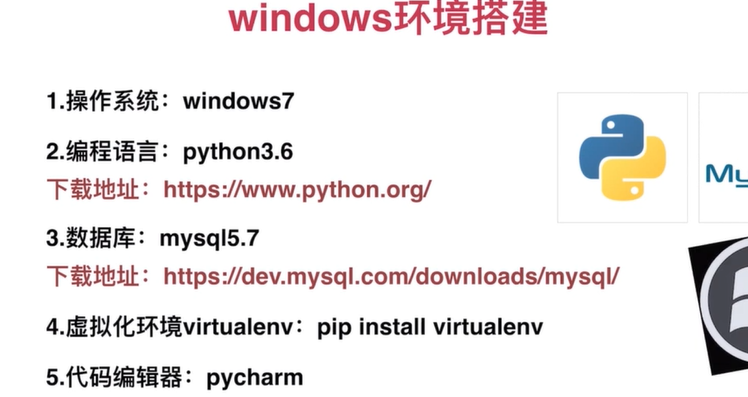 windows环境搭建
1.操作系统：windows7
2.编程语言：python3.6
下载地址：https://www.python.org/
3.数据库：mysql5.7
下载地址：https://dev.mysql.com/downloads/mysql/
4.虚拟化环境virtualenv：pip install virtualenv
5.代码编辑器：pycharm